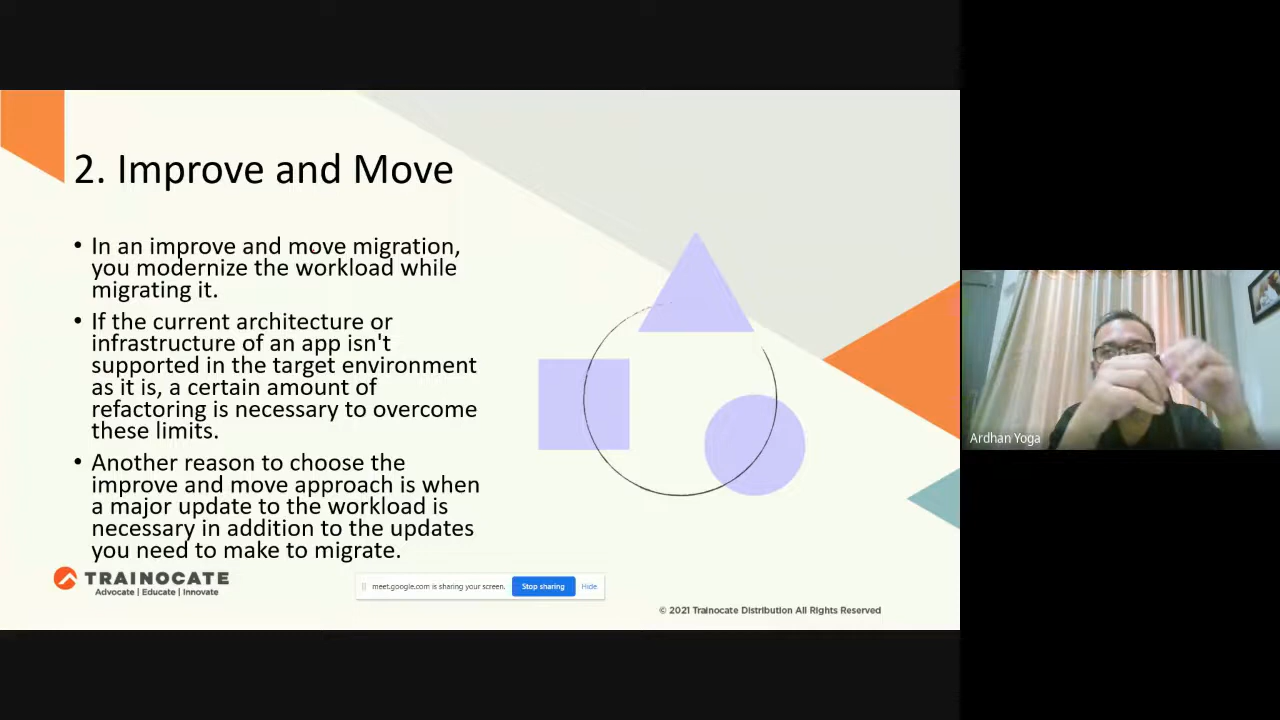 2. Improve and Move
• In an improve and move migration,
you modernize the workload while
migrating it.
• If the current architecture or
infrastructure of an app isn't
supported in the target environment
as it is, a certain amount of
refactoring is necessary to overcome
these limits.
• Another reason to choose the
improve and move approach is when
a major update to the workload is
necessary in addition to the updates
you need to make to migrate.
TRAINOCATE
Advocate | Educate | Innovate
meet.google.com is sharing your screen. Stop sharing Hide
© 2021 Trainocate Distribution All Rights Reserved
Ardhan Yoga